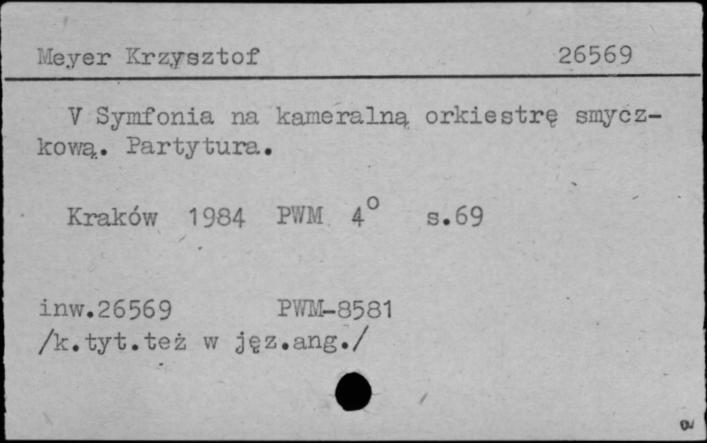 Meyer Krzysztof 26569
V Symfonia na kameralną orkiestrę smycz-
kową. Partytura.
Kraków 1984 PWM 4° s.69
inw.26569 PWM-8581
/k.tyt.też w jęz.ang./